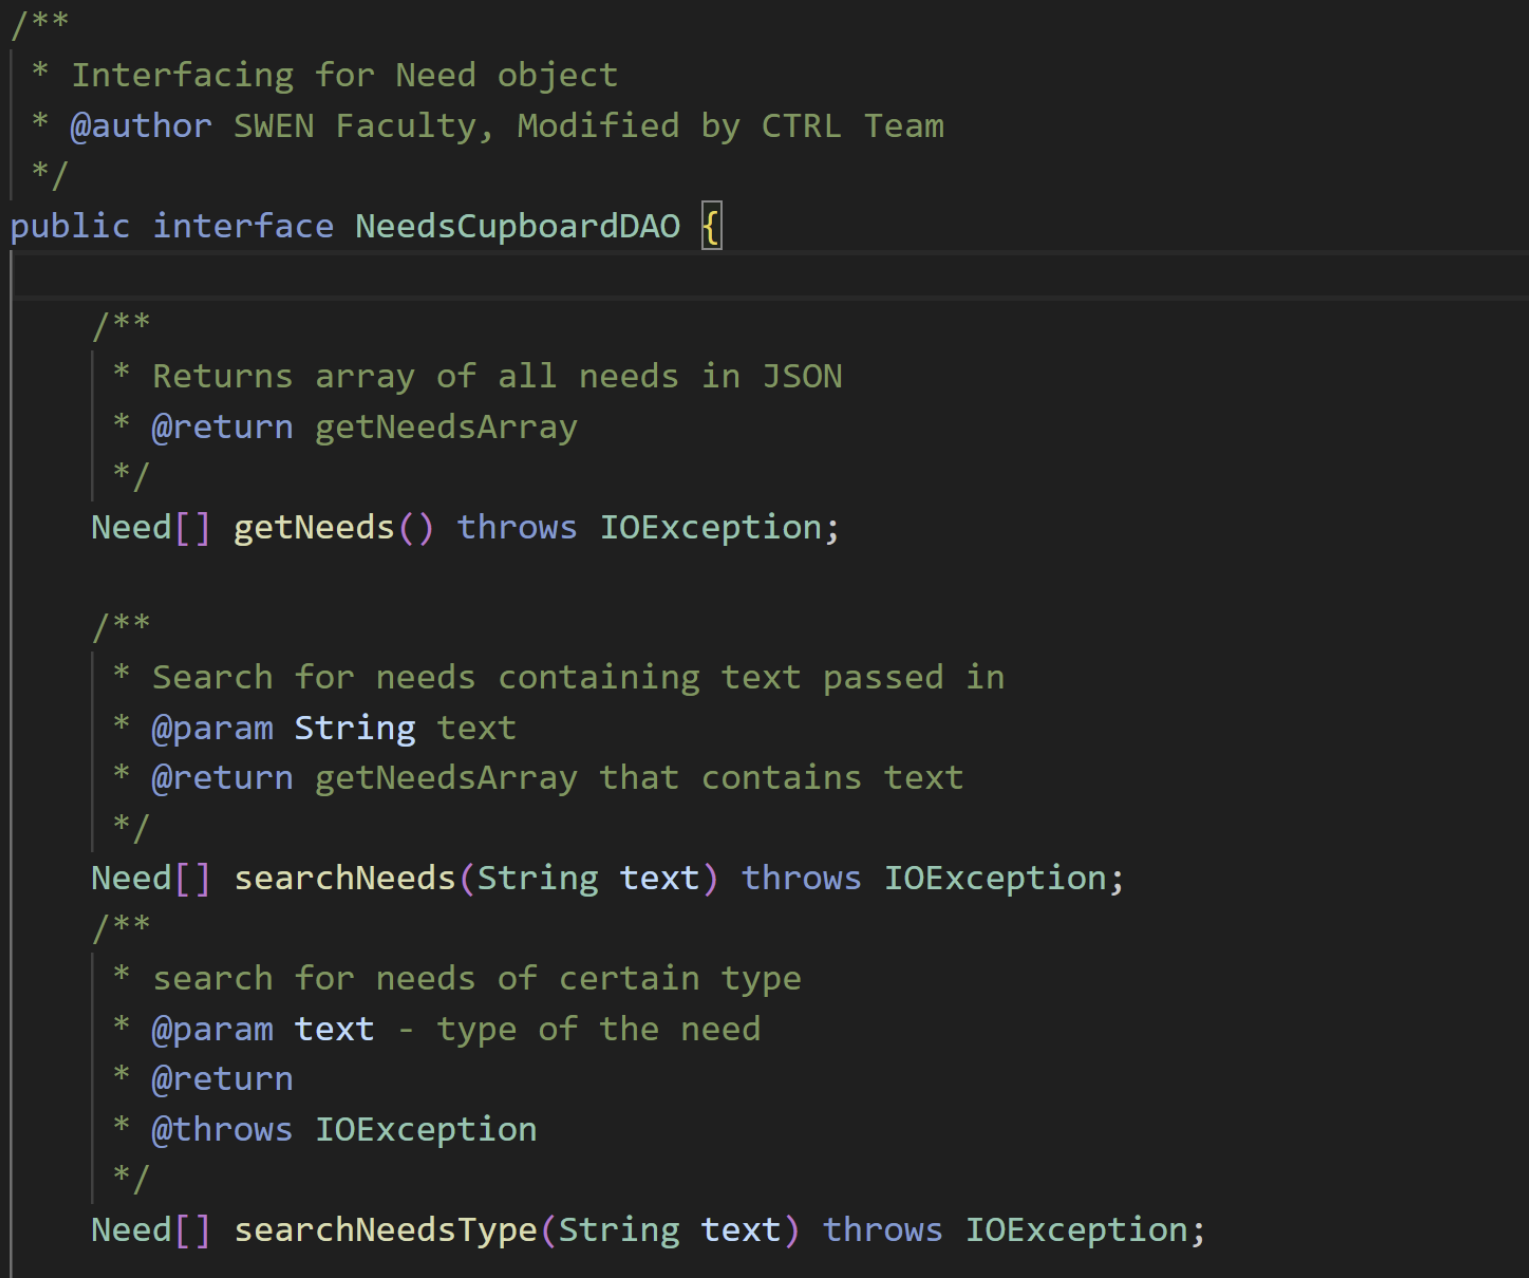 /**
 * Interfacing for Need object
 * @author SWEN Faculty, Modified by CTRL Team
 */
public interface NeedsCupboardDAO {

    /**
     * Returns array of all needs in JSON
     * @return getNeedsArray
     */
    Need[] getNeeds() throws IOException;

    /**
     * Search for needs containing text passed in
     * @param String text
     * @return getNeedsArray that contains text
     */
    Need[] searchNeeds(String text) throws IOException;
    /**
     * search for needs of certain type
     * @param text - type of the need
     * @return
     * @throws IOException
     */
    Need[] searchNeedsType(String text) throws IOException;